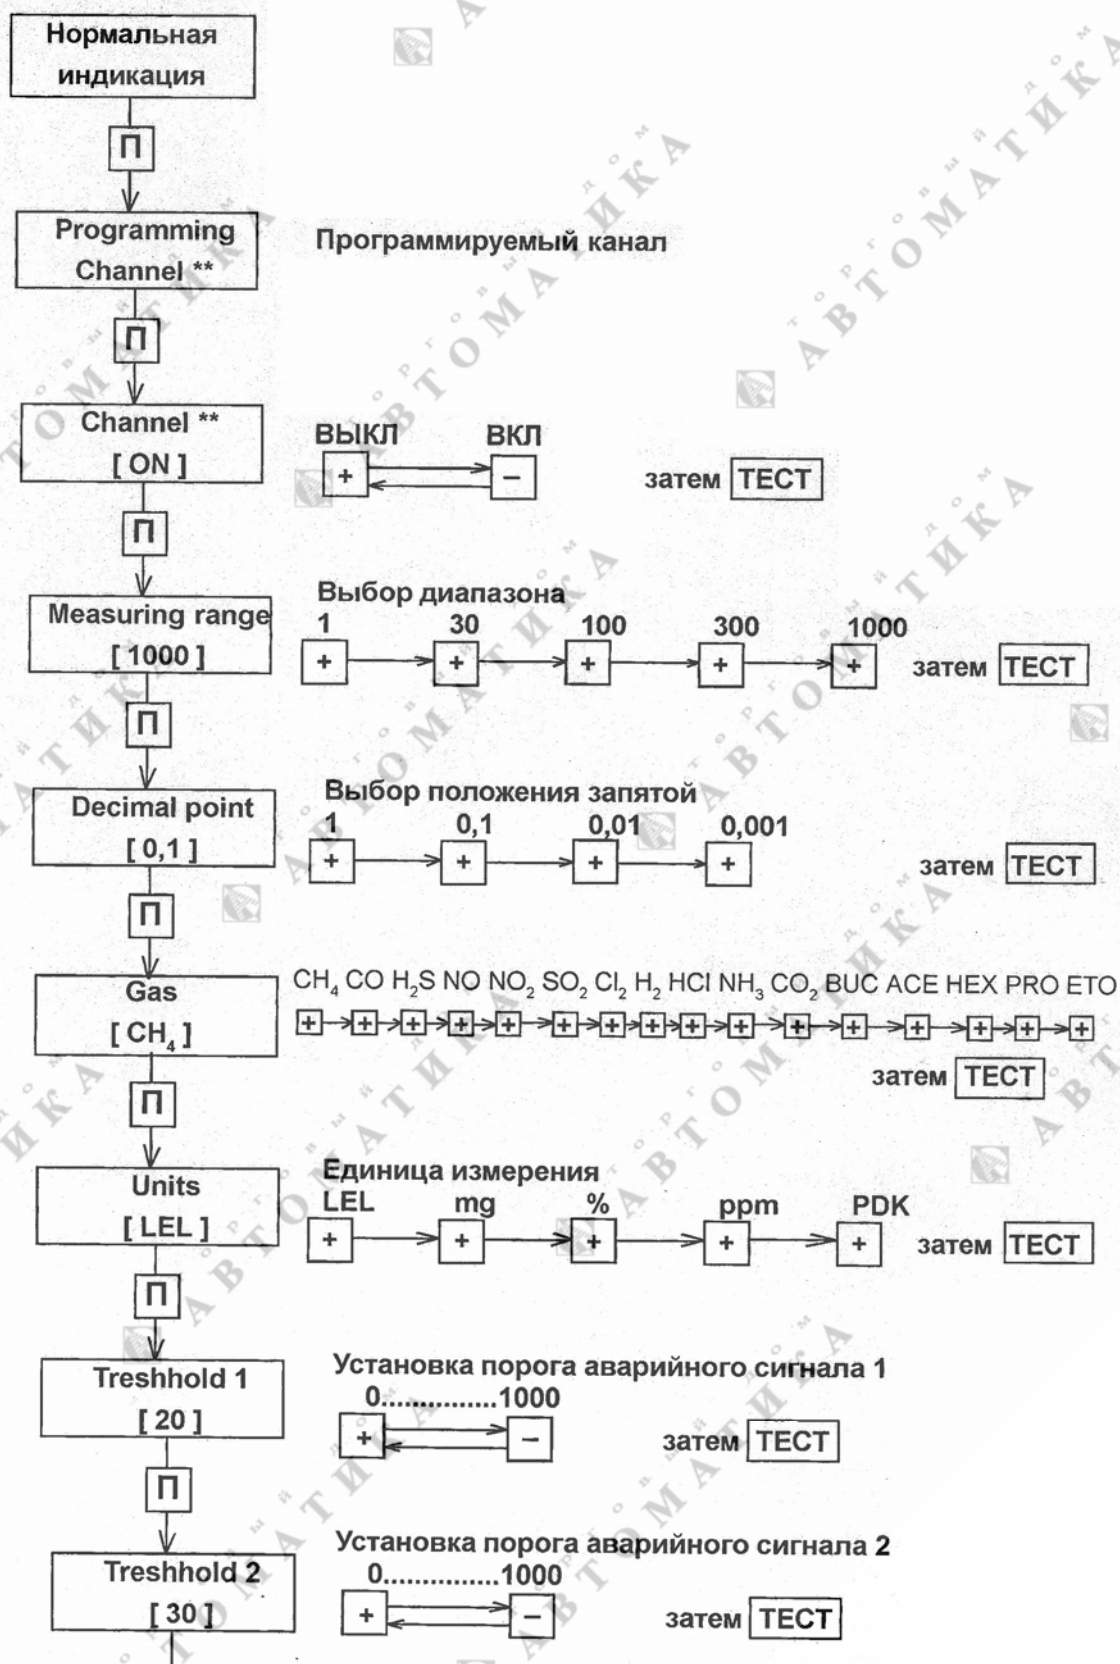 Нормальная
индикация
П
Programming
Channel **
Программируемый канал
П
Channel **
[ ON ]
ВЫКЛ ВКЛ
+ − затем ТЕСТ
П
Measuring range
[ 1000 ]
Выбор диапазона
1 30 100 300 1000
+ + + + + затем ТЕСТ
П
Decimal point
[ 0,1 ]
Выбор положения запятой
1 0,1 0,01 0,001
+ + + + затем ТЕСТ
П
Gas
[ CH₄ ]
CH₄ CO H₂S NO NO₂ SO₂ Cl₂ H₂ HCl NH₃ CO₂ BUC ACE HEX PRO ETO
+ + + + + + + + + + + + + + + +
затем ТЕСТ
П
Units
[ LEL ]
Единица измерения
LEL mg % ppm PDK
+ + + + + затем ТЕСТ
П
Treshhold 1
[ 20 ]
Установка порога аварийного сигнала 1
0...............1000
+ − затем ТЕСТ
П
Treshhold 2
[ 30 ]
Установка порога аварийного сигнала 2
0...............1000
+ − затем ТЕСТ
торговый дом
АВТОМАТИКА